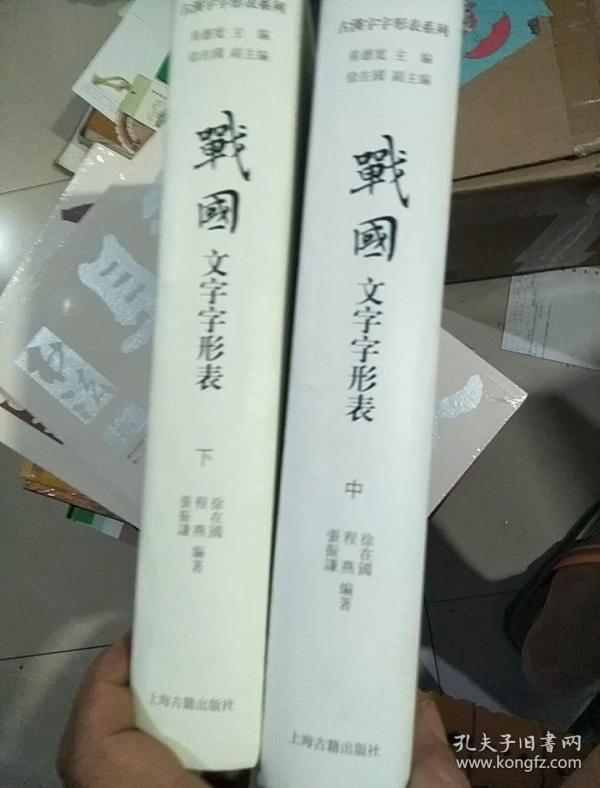 古漢字字形表系列
黄德寬 主 編
徐在國 副主編
戰國
文字字形表
下
徐在國
程燕 編著
張振謙
上海古籍出版社
古漢字字形表系列
黄德寬 主 編
徐在國 副主編
戰國
文字字形表
中
徐在國
程燕 編著
張振謙
上海古籍出版社
孔夫子旧書网
www.kongfz.com